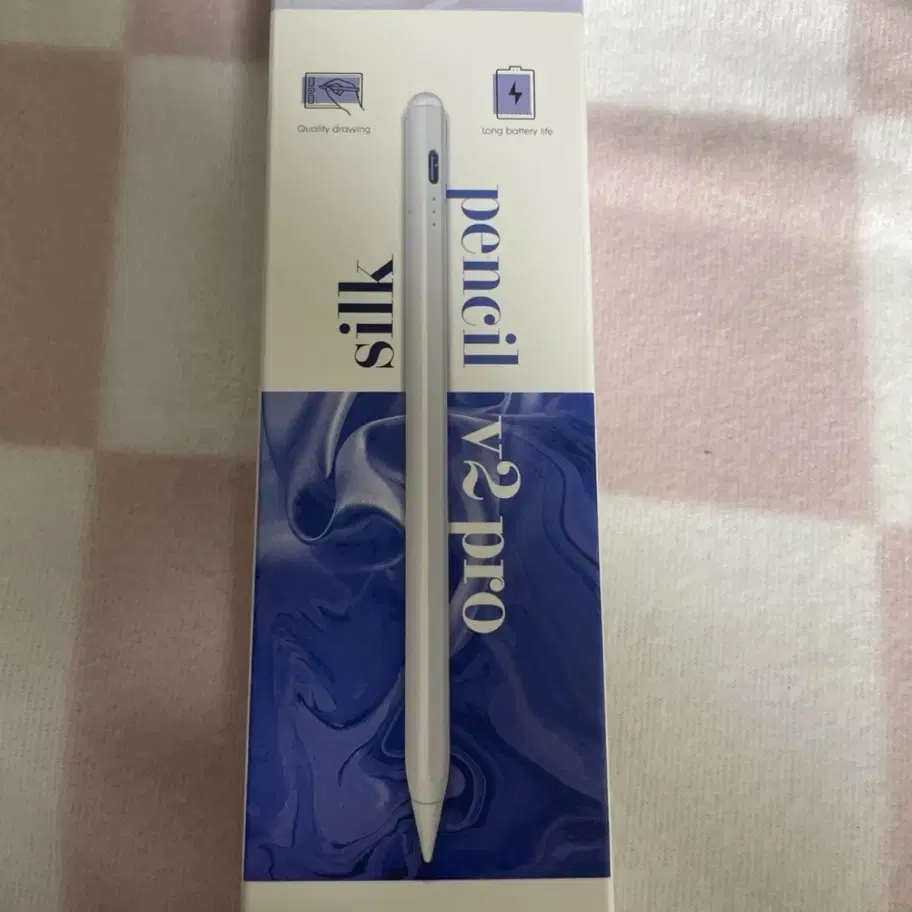 Quality drawing
Long battery life
silk
pencil v2 pro